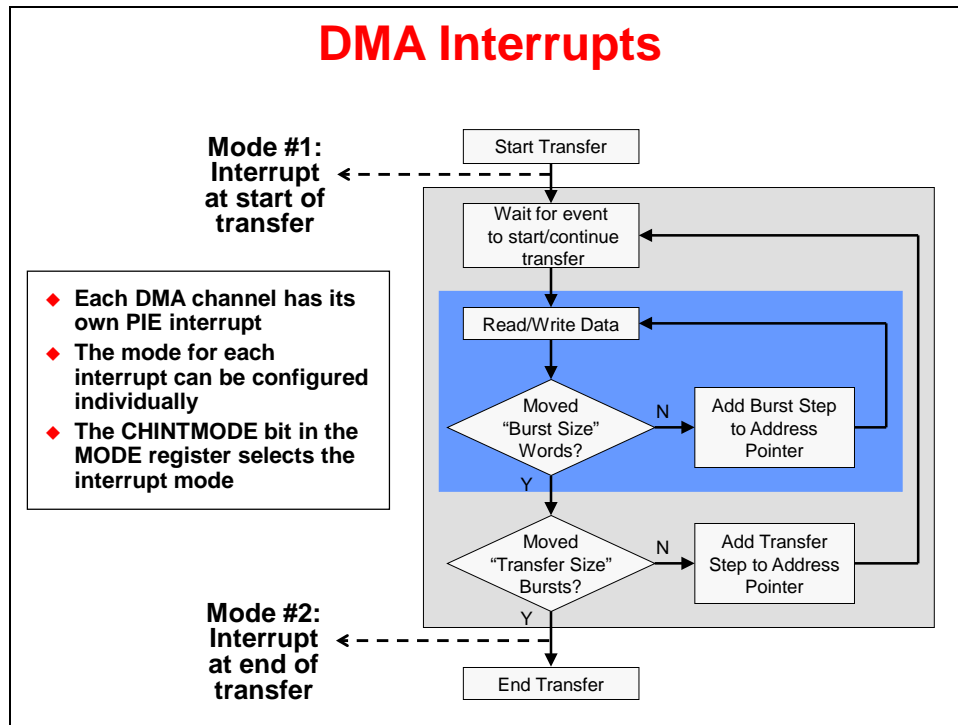 DMA Interrupts
Mode #1:
Interrupt
at start of
transfer
Start Transfer
Wait for event
to start/continue
transfer
◆ Each DMA channel has its
own PIE interrupt
◆ The mode for each
interrupt can be configured
individually
◆ The CHINTMODE bit in the
MODE register selects the
interrupt mode
Read/Write Data
Moved
“Burst Size”
Words?
N
Add Burst Step
to Address
Pointer
Y
Moved
“Transfer Size”
Bursts?
N
Add Transfer
Step to Address
Pointer
Y
Mode #2:
Interrupt
at end of
transfer
End Transfer